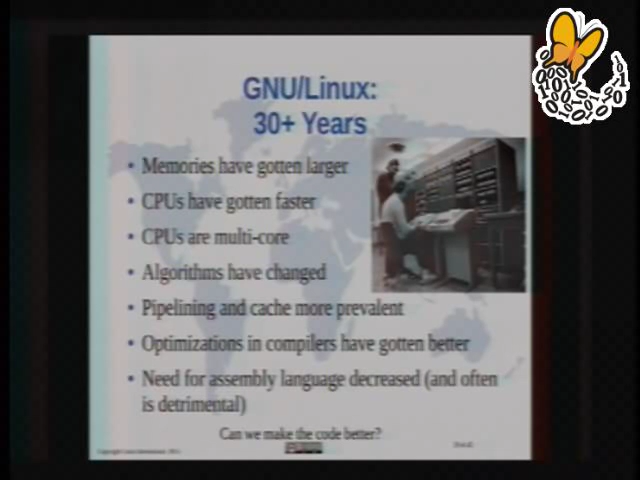 GNU/Linux:
30+ Years
• Memories have gotten larger
• CPUs have gotten faster
• CPUs are multi-core
• Algorithms have changed
• Pipelining and cache more prevalent
• Optimizations in compilers have gotten better
• Need for assembly language decreased (and often
is detrimental)
Can we make the code better?